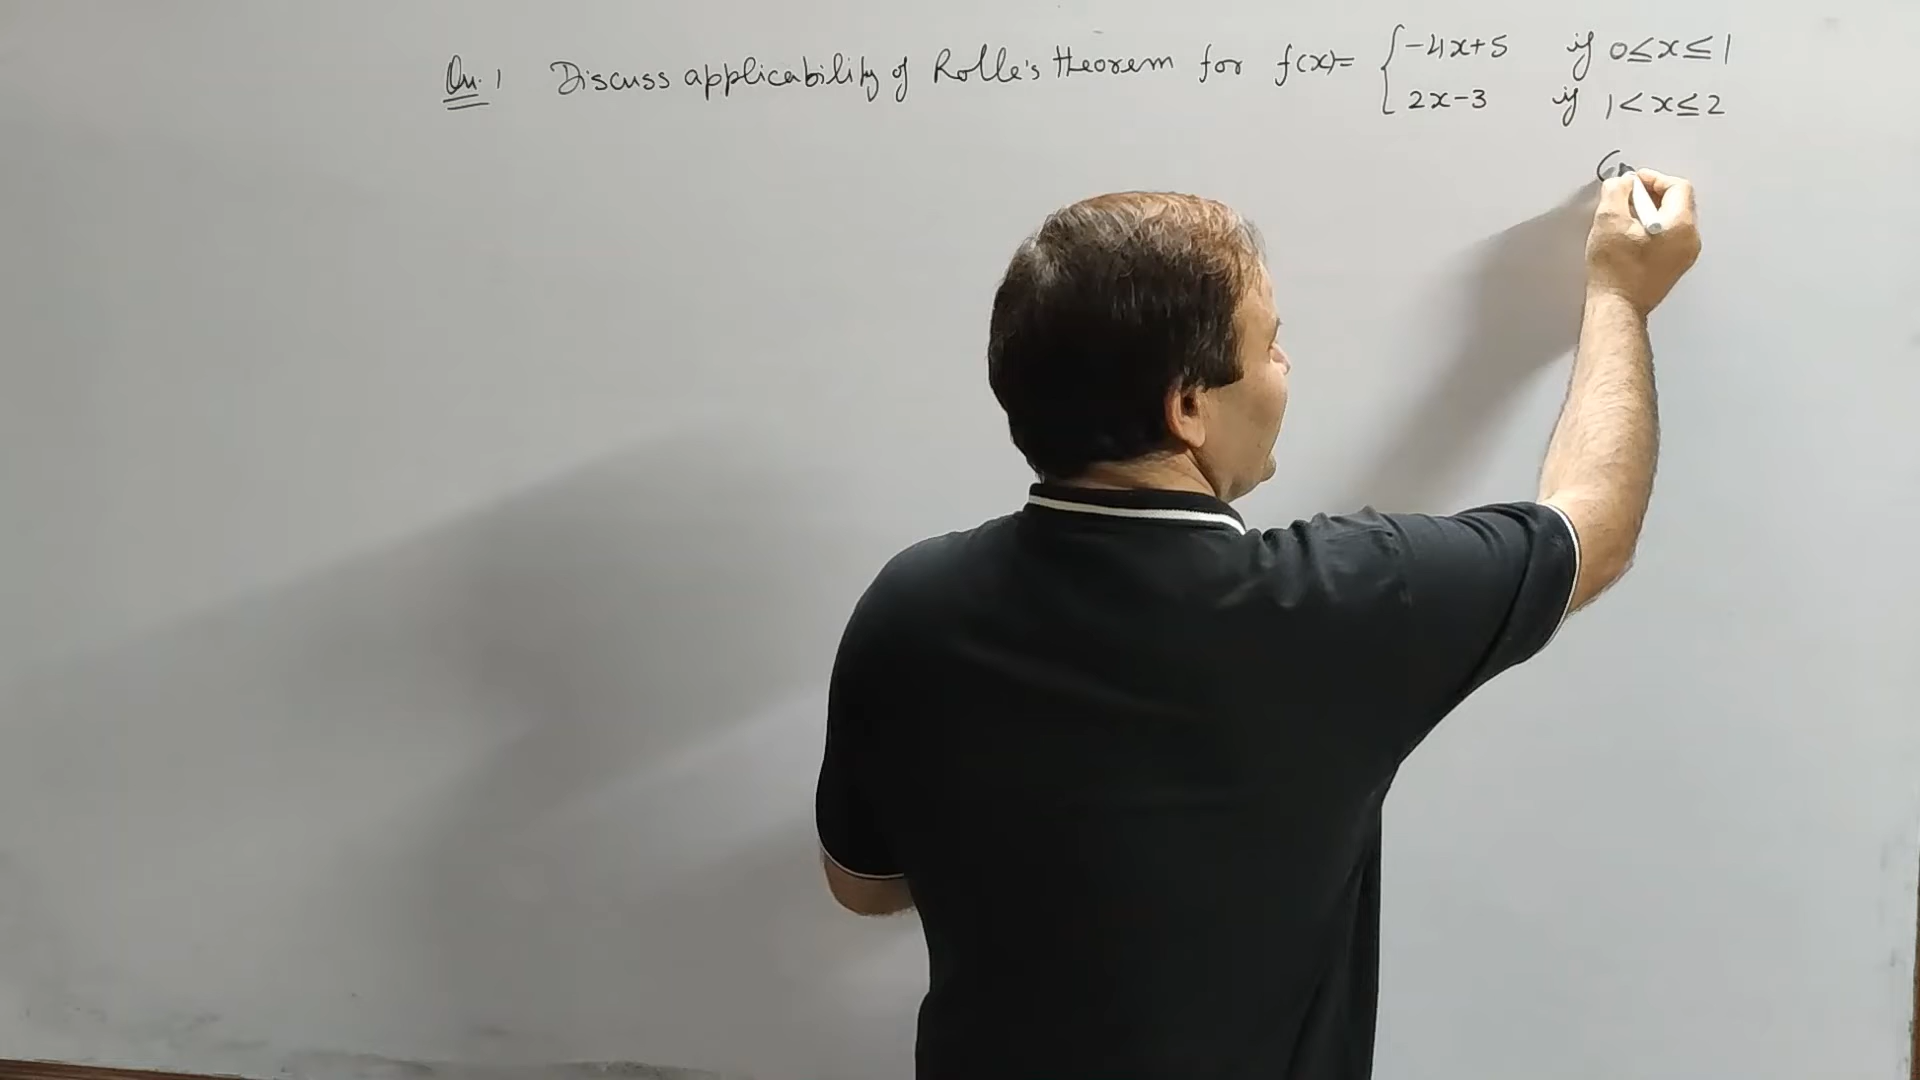 Qu. 1 Discuss applicability of Rolle's theorem for f(x)= { -4x+5 if 0≤x≤1
2x-3 if 1<x≤2